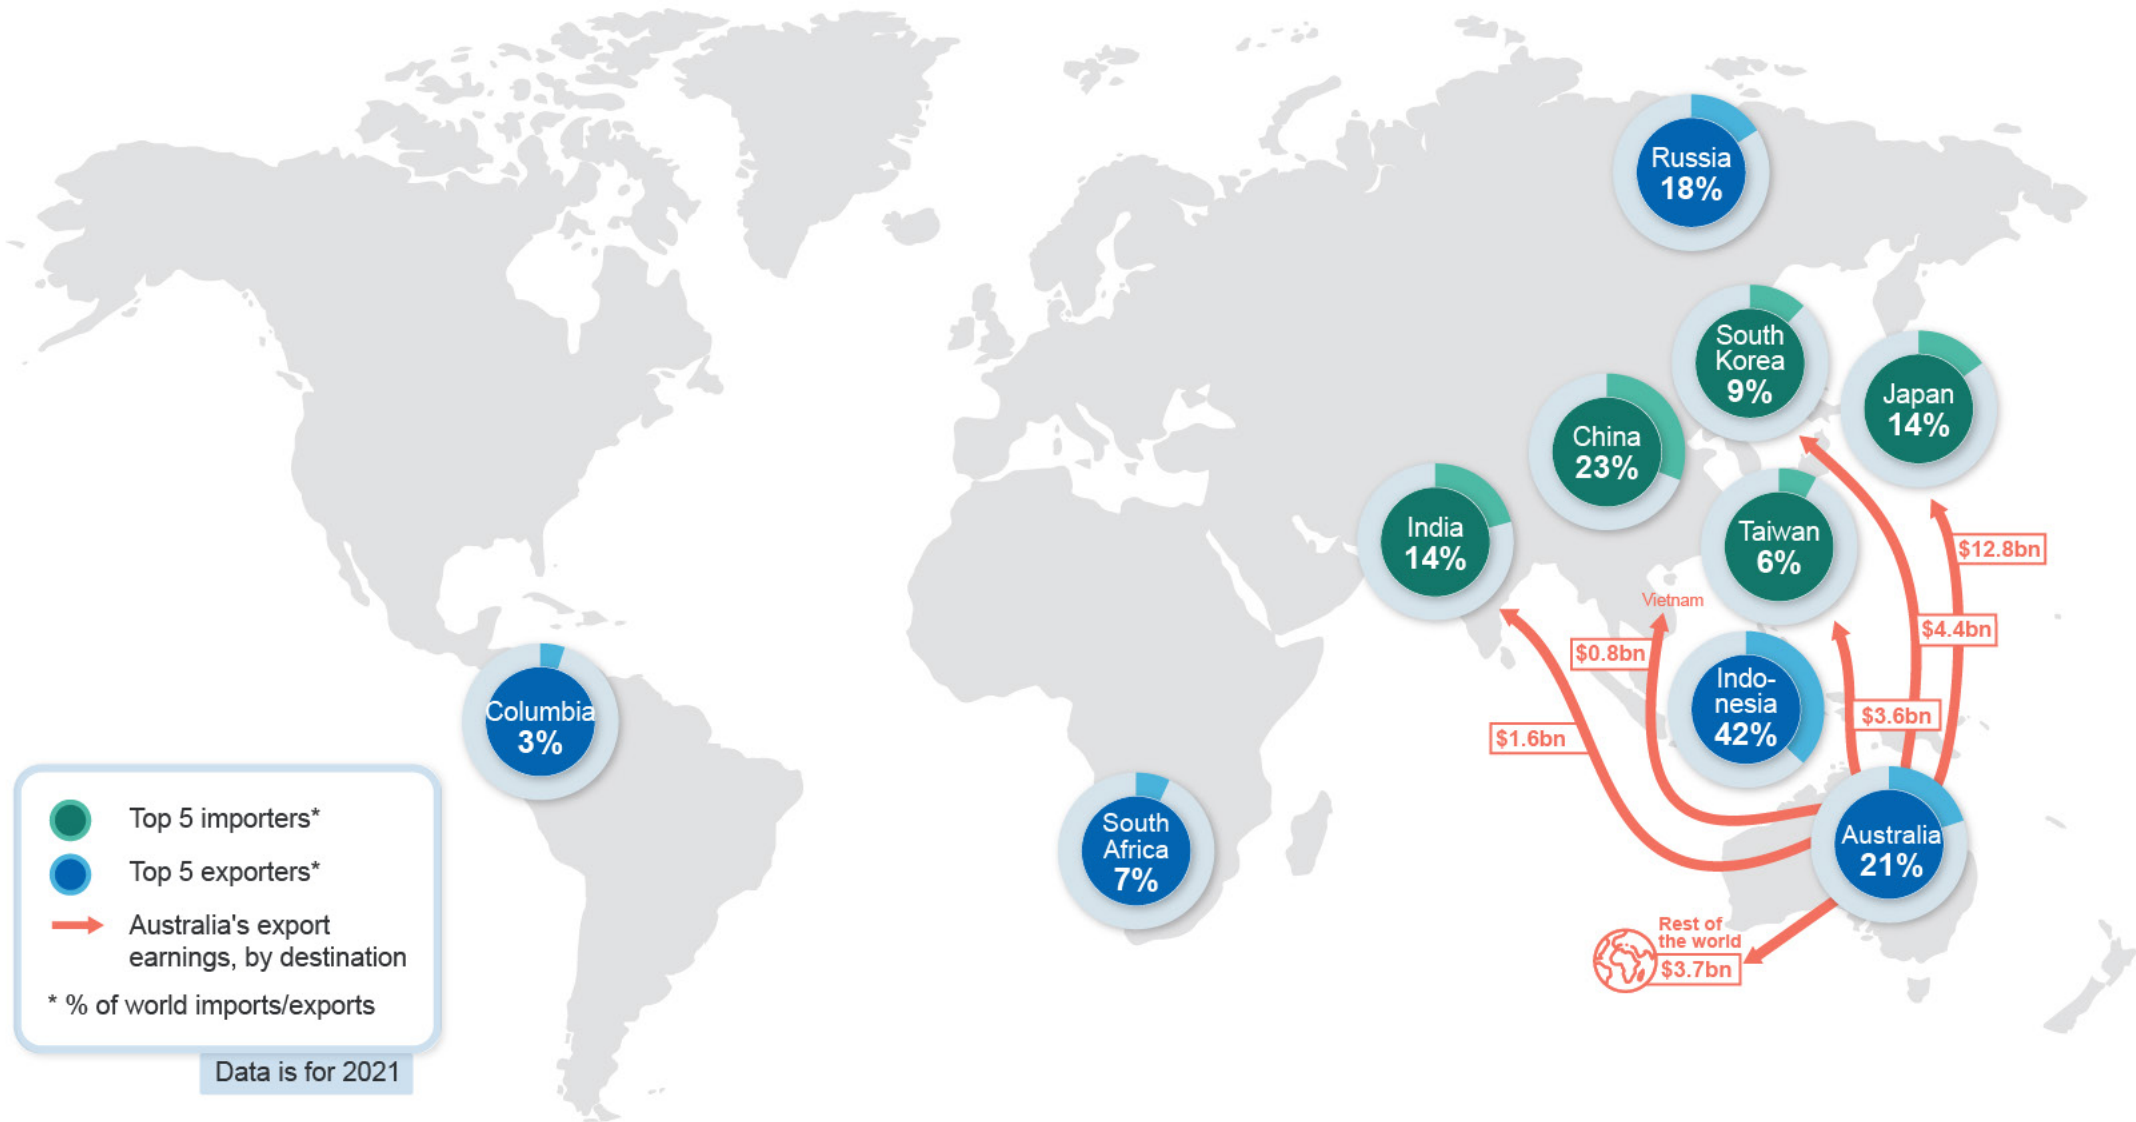 Russia
18%
South
Korea
9%
Japan
14%
China
23%
India
14%
Taiwan
6%
$12.8bn
Vietnam
$4.4bn
$0.8bn
Indo-
nesia
42%
$3.6bn
$1.6bn
Columbia
3%
South
Africa
7%
Australia
21%
Rest of
the world
$3.7bn
Top 5 importers*
Top 5 exporters*
Australia's export
earnings, by destination
* % of world imports/exports
Data is for 2021